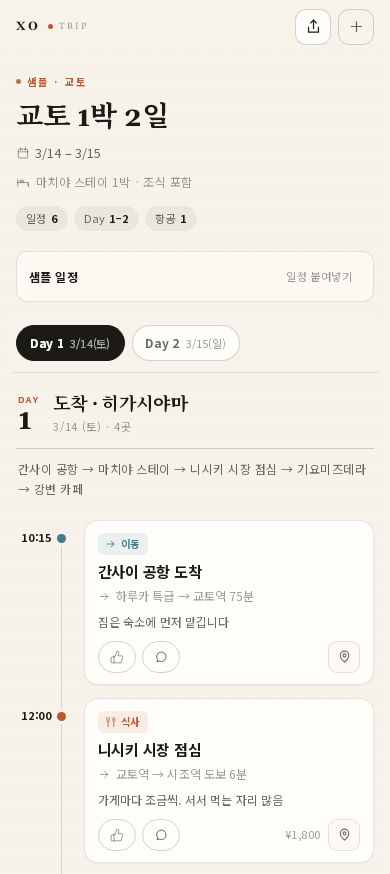 XO TRIP
샘플 · 교토
교토 1박 2일
3/14 – 3/15
마치야 스테이 1박 · 조식 포함
일정 6 Day 1–2 항공 1
샘플 일정 일정 붙여넣기
Day 1 3/14(토) Day 2 3/15(일)
DAY
1
도착 · 히가시야마
3/14 (토) · 4곳
간사이 공항 → 마치야 스테이 → 니시키 시장 점심 → 기요미즈데라
→ 강변 카페
10:15
→ 이동
간사이 공항 도착
→ 하루카 특급 → 교토역 75분
짐은 숙소에 먼저 맡깁니다
12:00
식사
니시키 시장 점심
→ 교토역 → 시조역 도보 6분
가게마다 조금씩. 서서 먹는 자리 많음
¥1,800